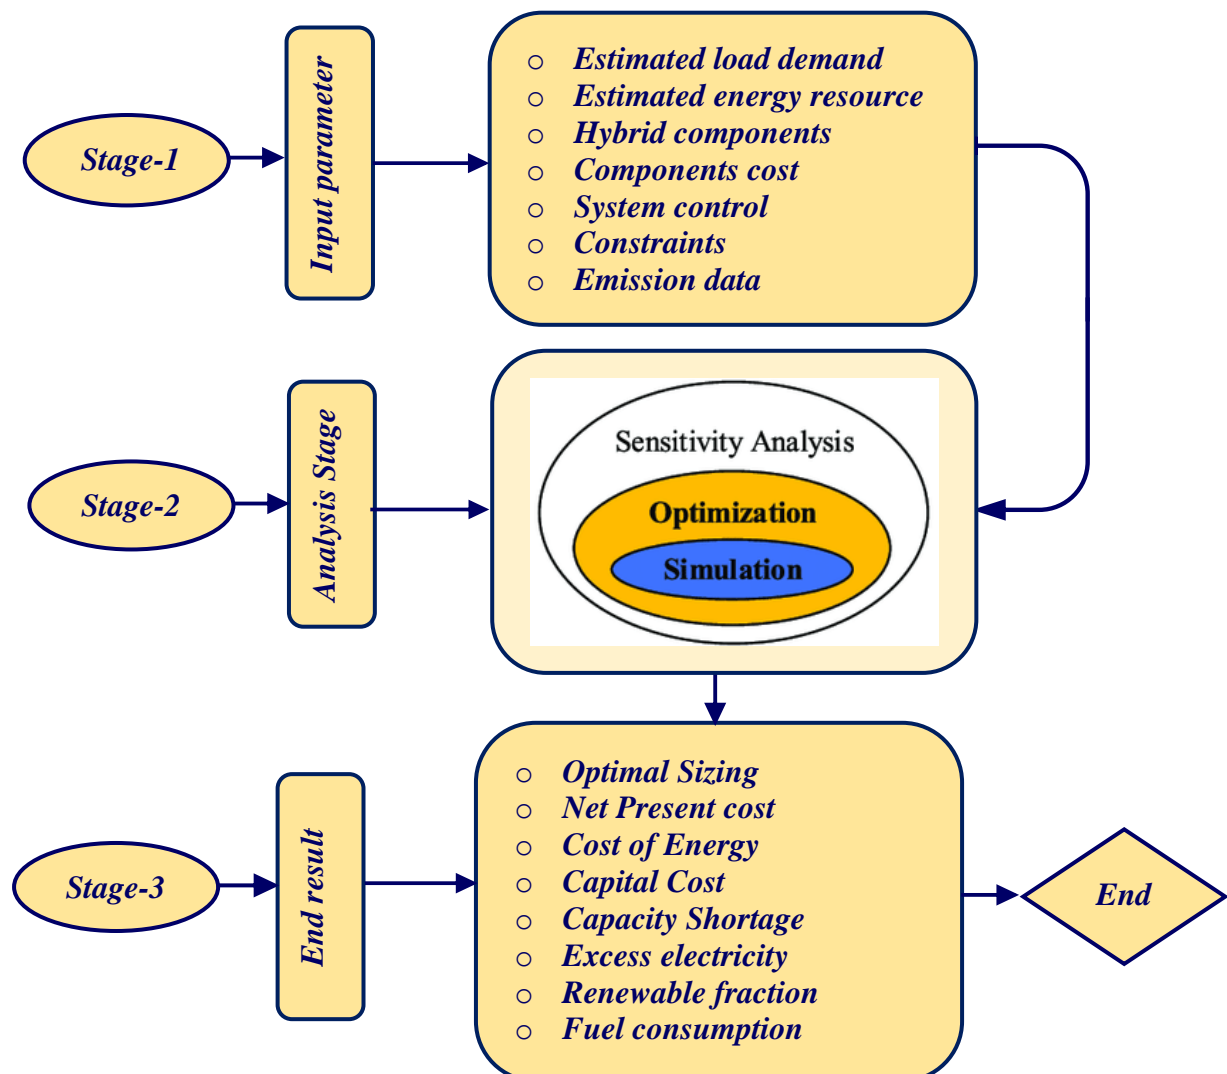 Stage-1
Input parameter
o Estimated load demand
o Estimated energy resource
o Hybrid components
o Components cost
o System control
o Constraints
o Emission data
Stage-2
Analysis Stage
Sensitivity Analysis
Optimization
Simulation
Stage-3
End result
o Optimal Sizing
o Net Present cost
o Cost of Energy
o Capital Cost
o Capacity Shortage
o Excess electricity
o Renewable fraction
o Fuel consumption
End